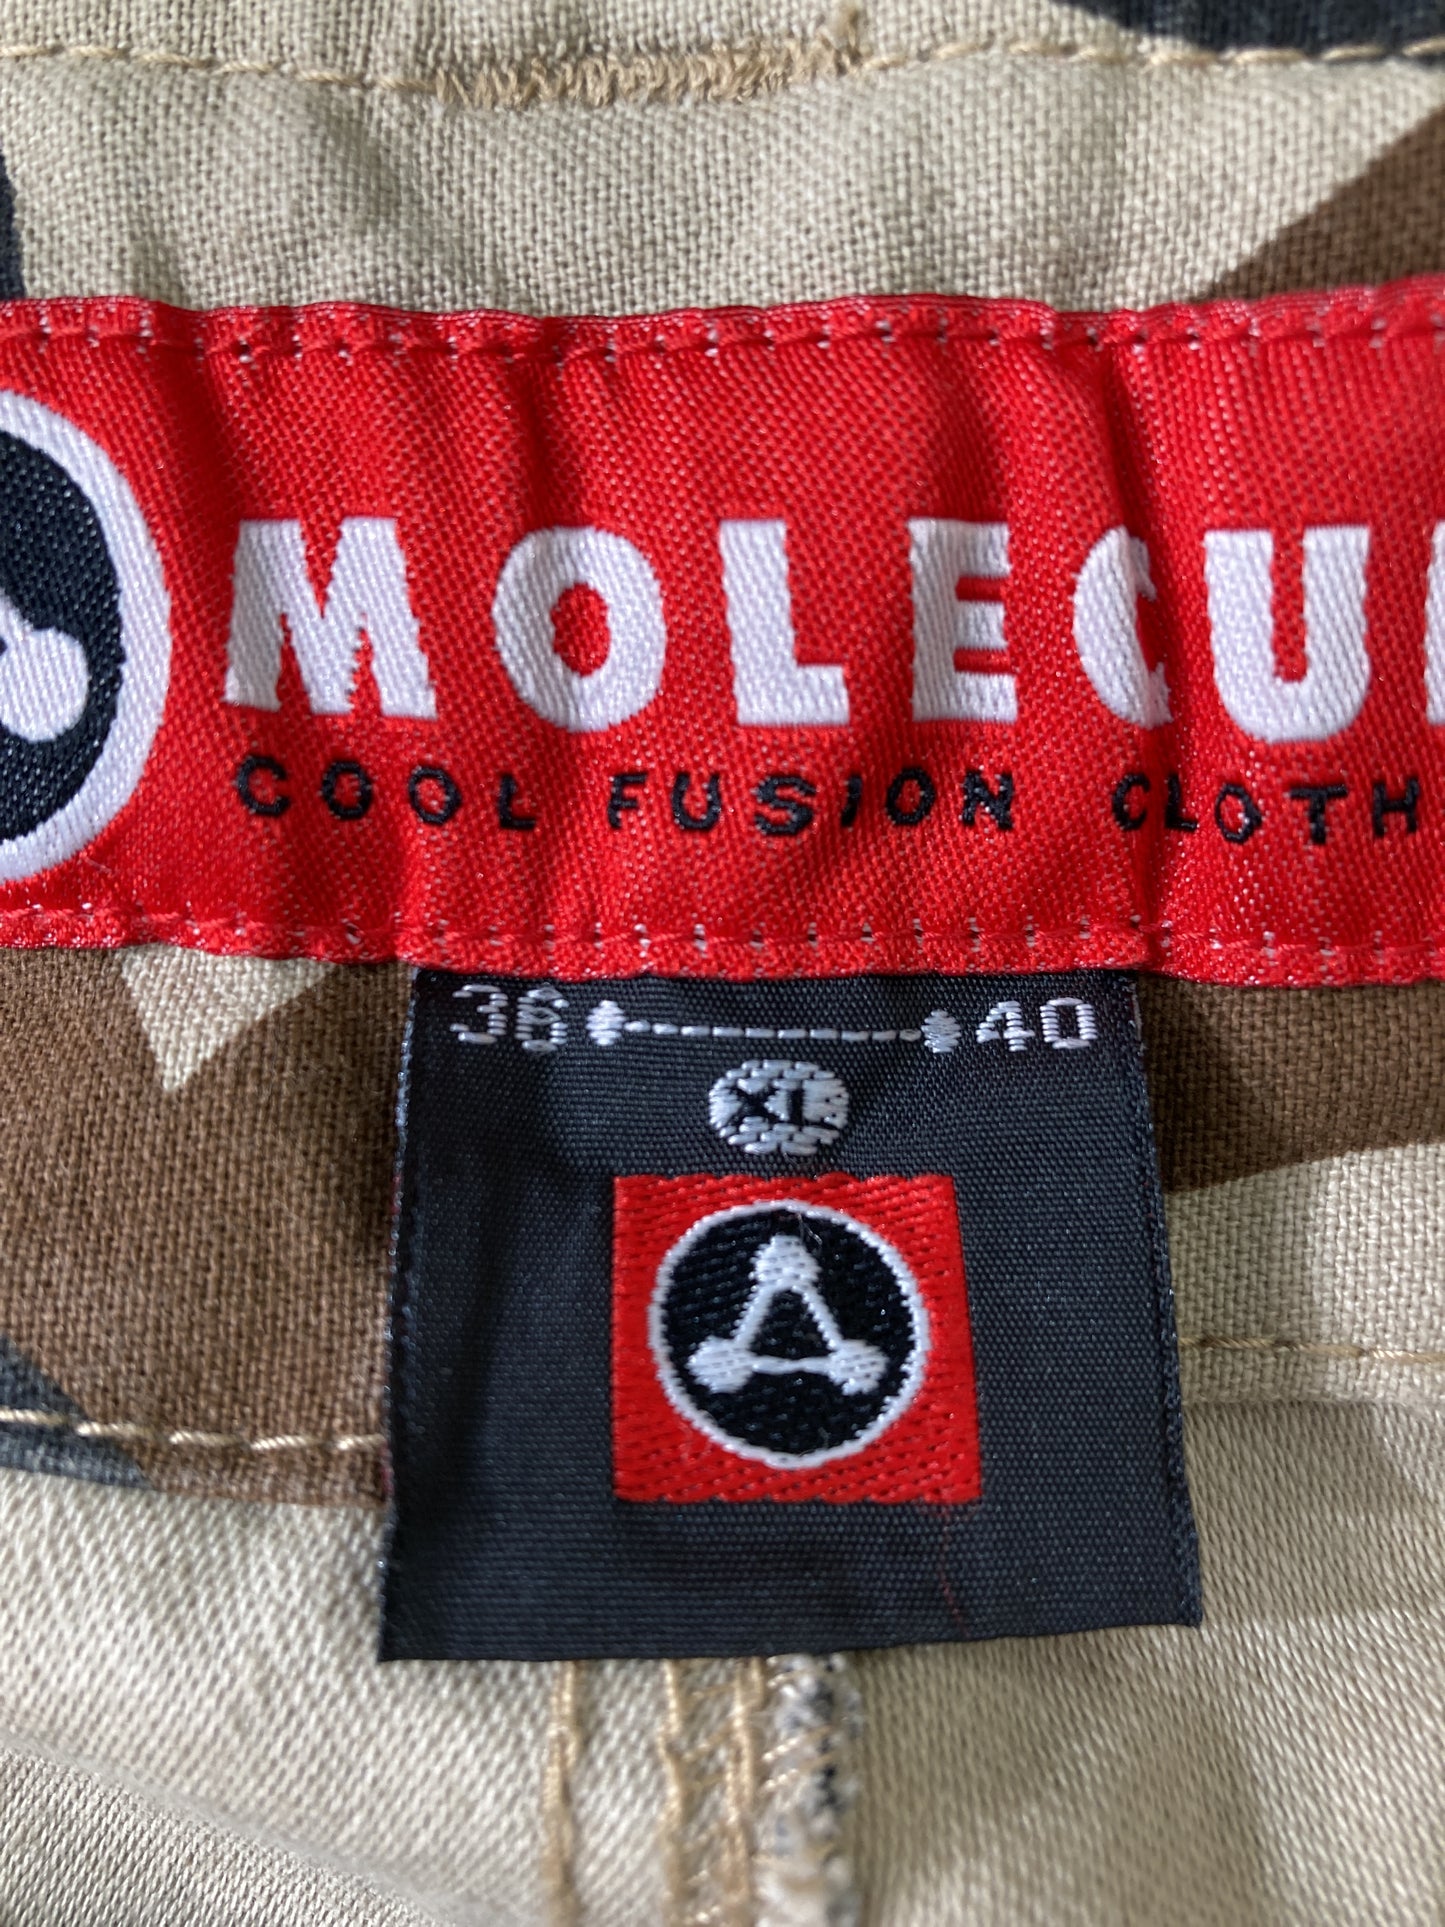 MOLECU
COOL FUSION CLOTH
36 40
XL